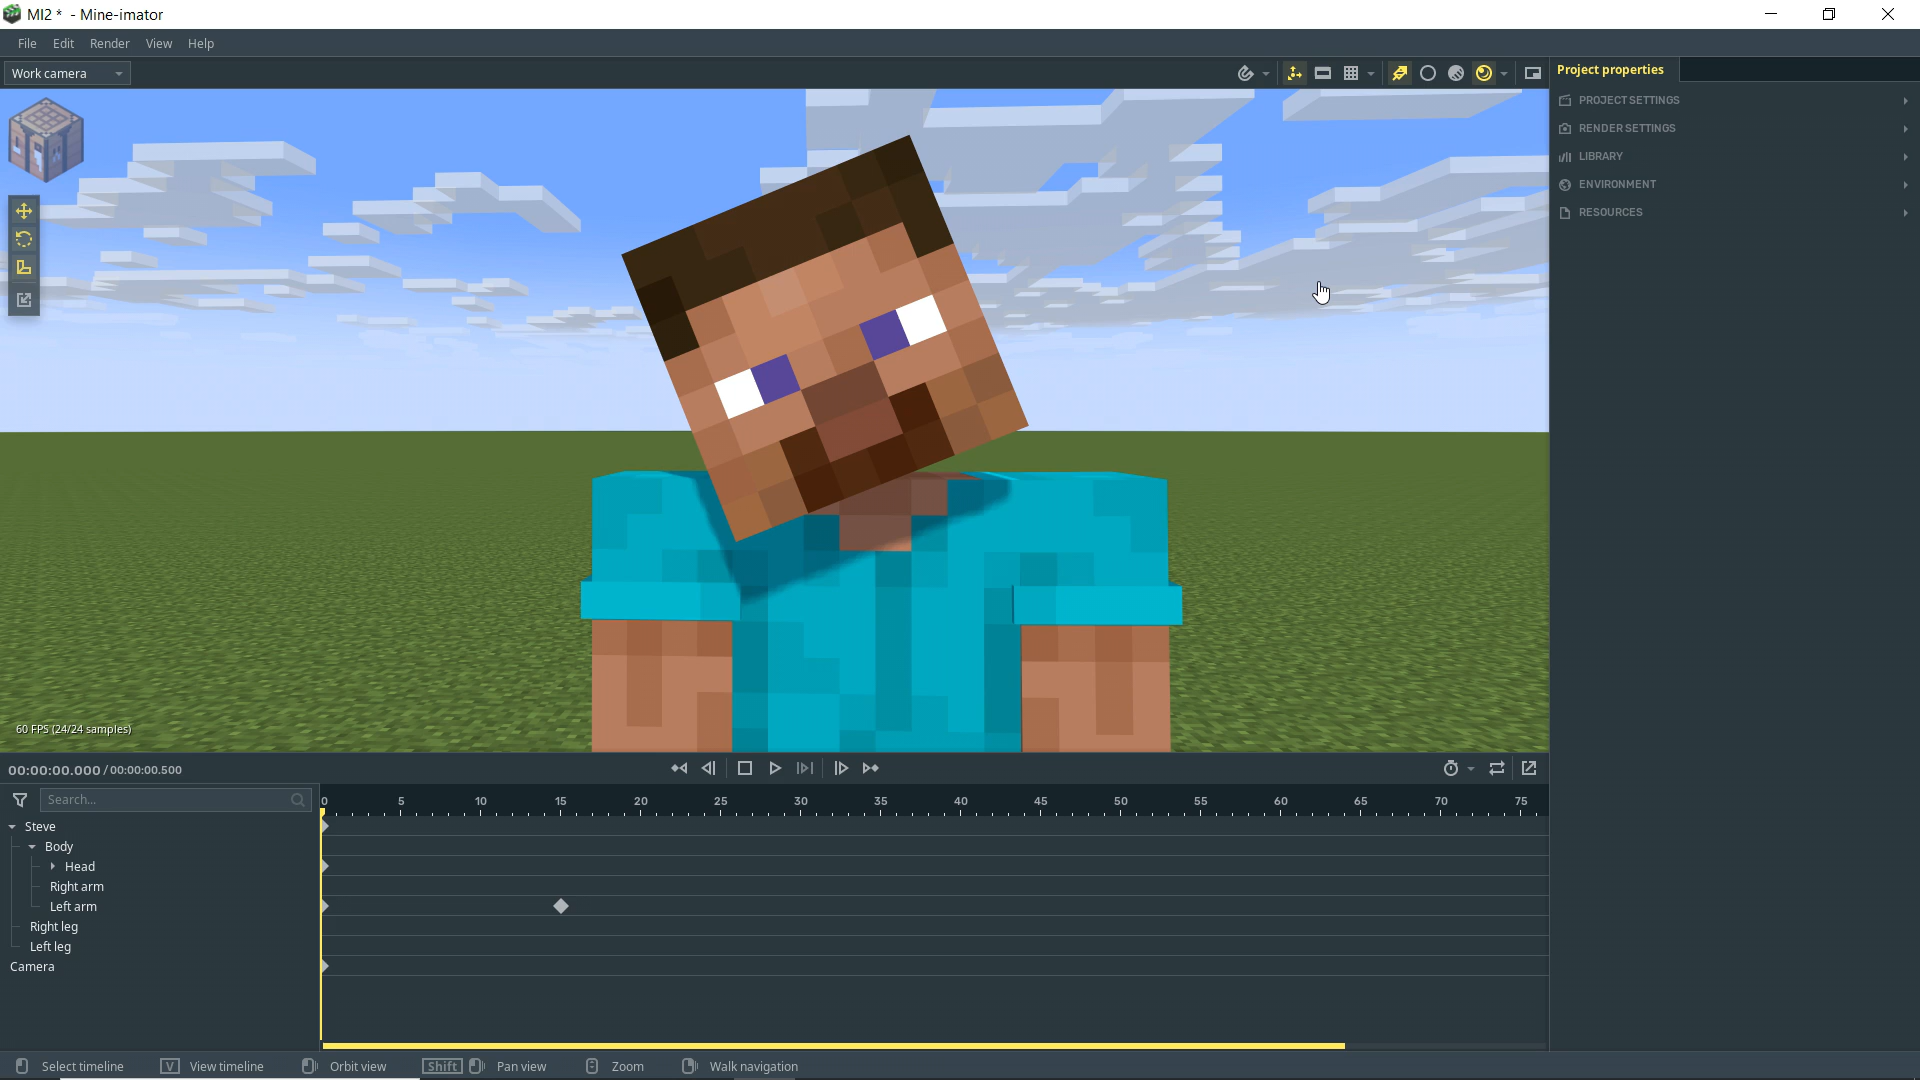 MI2 * - Mine-imator
File Edit Render View Help
Work camera
Project properties
PROJECT SETTINGS
RENDER SETTINGS
LIBRARY
ENVIRONMENT
RESOURCES
60 FPS (24/24 samples)
00:00:00.000 / 00:00:00.500
Search...
0 5 10 15 20 25 30 35 40 45 50 55 60 65 70 75
Steve
Body
Head
Right arm
Left arm
Right leg
Left leg
Camera
Select timeline V View timeline Orbit view Shift Pan view Zoom Walk navigation